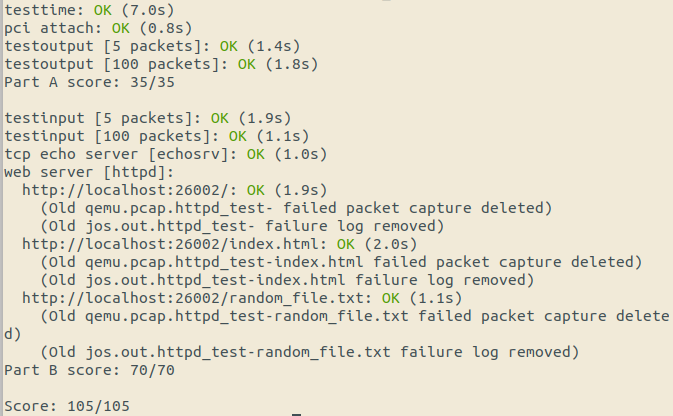 testtime: OK (7.0s)
pci attach: OK (0.8s)
testoutput [5 packets]: OK (1.4s)
testoutput [100 packets]: OK (1.8s)
Part A score: 35/35

testinput [5 packets]: OK (1.9s)
testinput [100 packets]: OK (1.1s)
tcp echo server [echosrv]: OK (1.0s)
web server [httpd]:
  http://localhost:26002/: OK (1.9s)
    (Old qemu.pcap.httpd_test- failed packet capture deleted)
    (Old jos.out.httpd_test- failure log removed)
  http://localhost:26002/index.html: OK (2.0s)
    (Old qemu.pcap.httpd_test-index.html failed packet capture deleted)
    (Old jos.out.httpd_test-index.html failure log removed)
  http://localhost:26002/random_file.txt: OK (1.1s)
    (Old qemu.pcap.httpd_test-random_file.txt failed packet capture delete
d)
    (Old jos.out.httpd_test-random_file.txt failure log removed)
Part B score: 70/70

Score: 105/105